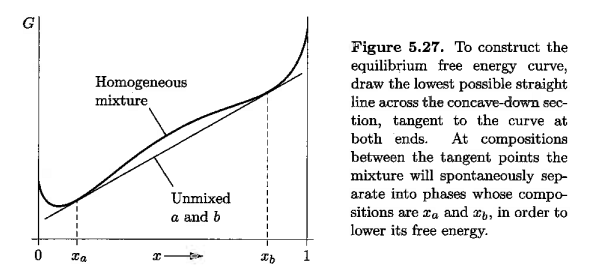 G
Homogeneous
mixture
Unmixed
a and b
0
xₐ
x
x_b
1
Figure 5.27. To construct the
equilibrium free energy curve,
draw the lowest possible straight
line across the concave-down sec-
tion, tangent to the curve at
both ends. At compositions
between the tangent points the
mixture will spontaneously sep-
arate into phases whose compo-
sitions are xₐ and x_b, in order to
lower its free energy.